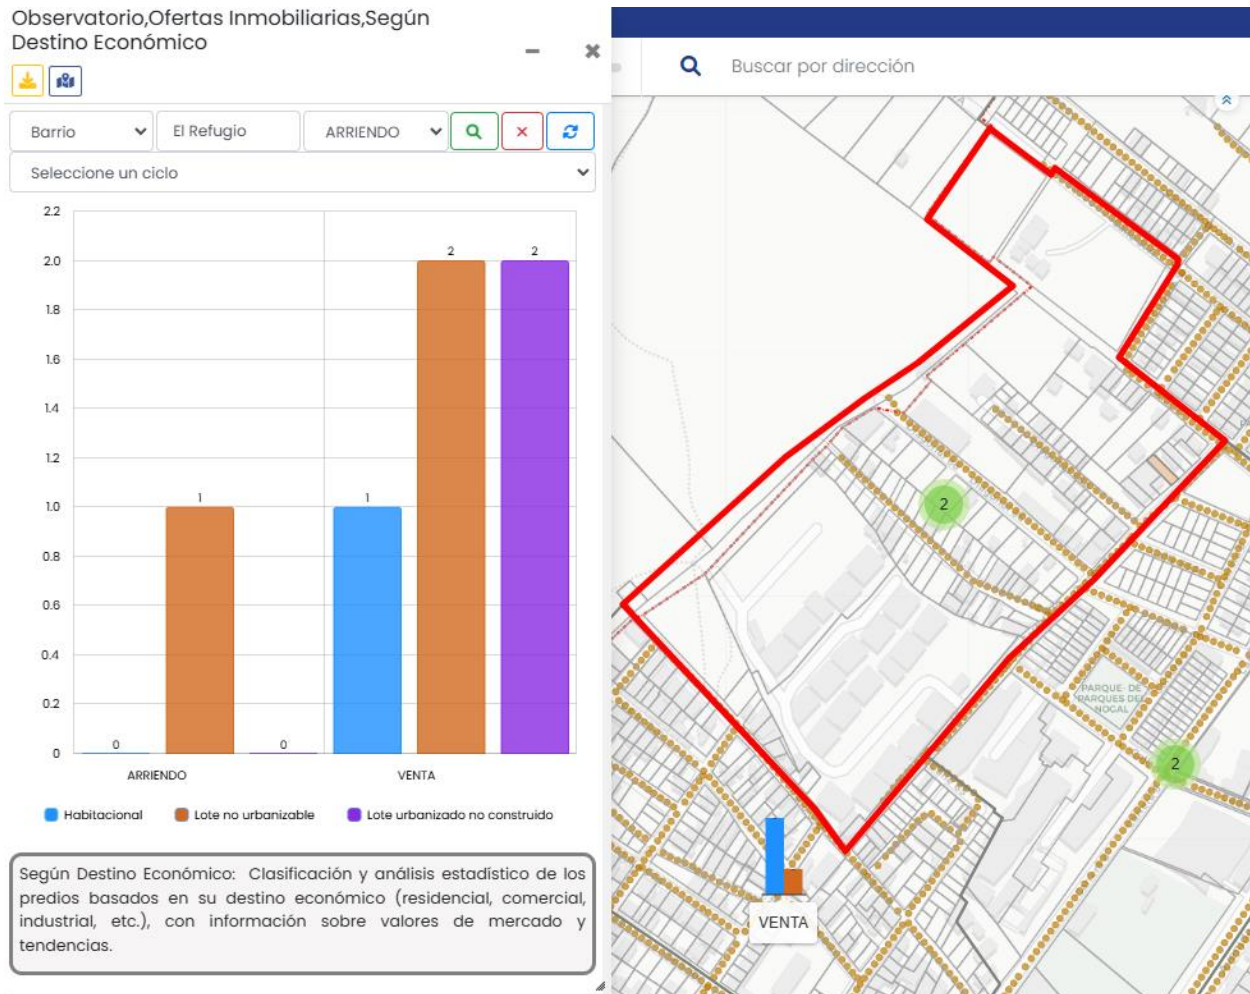 Observatorio,Ofertas Inmobiliarias,Según
Destino Económico
Barrio
El Refugio
ARRIENDO
Seleccione un ciclo
2.2
2.0
1.8
1.6
1.4
1.2
1.0
0.8
0.6
0.4
0.2
0
0
1
0
1
2
2
ARRIENDO
VENTA
Habitacional
Lote no urbanizable
Lote urbanizado no construido
Según Destino Económico: Clasificación y análisis estadístico de los
predios basados en su destino económico (residencial, comercial,
industrial, etc.), con información sobre valores de mercado y
tendencias.
Buscar por dirección
2
PARQUE- DE
PARQUES DEL
NOGAL
2
VENTA